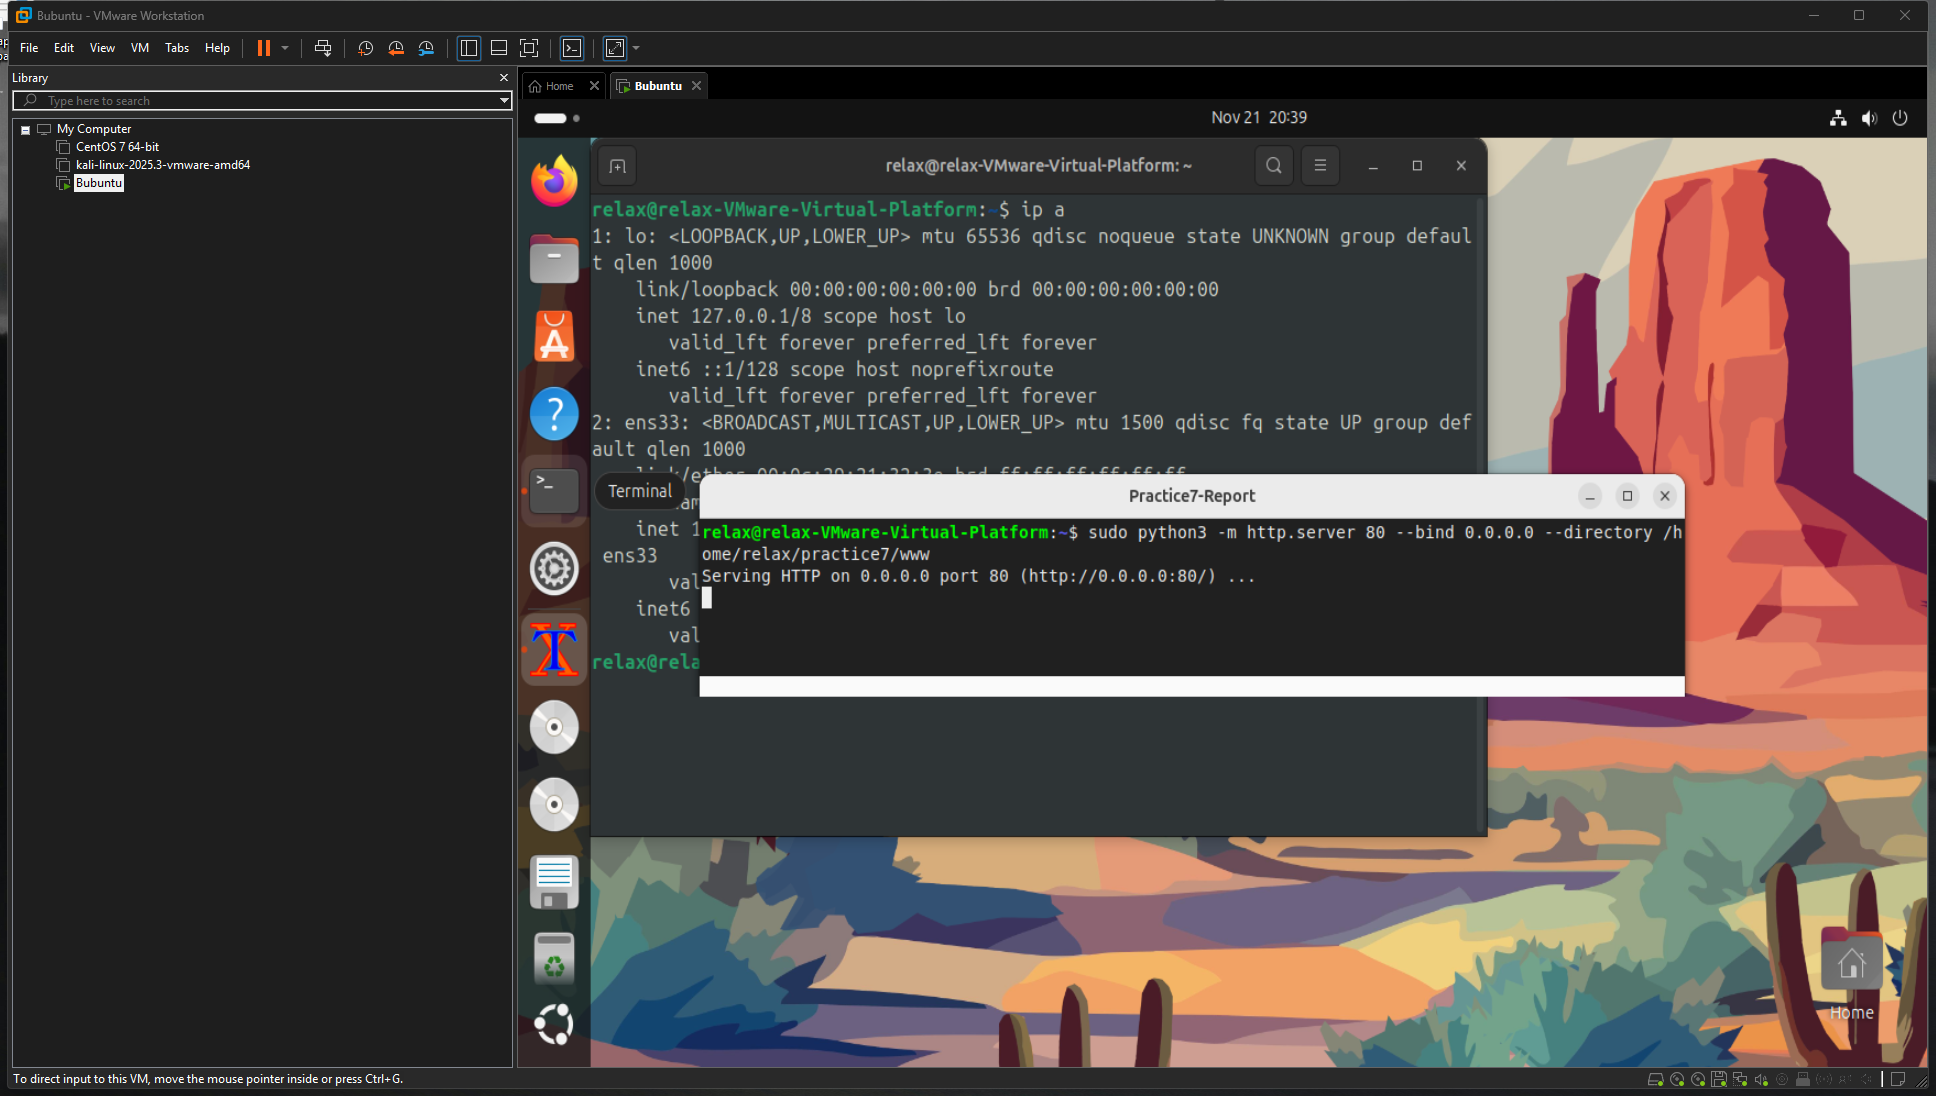 Bubuntu - VMware Workstation
File Edit View VM Tabs Help
Library
Type here to search
My Computer
CentOS 7 64-bit
kali-linux-2025.3-vmware-amd64
Bubuntu
Home
Bubuntu
Nov 21 20:39
relax@relax-VMware-Virtual-Platform: ~
relax@relax-VMware-Virtual-Platform:~$ ip a
1: lo: <LOOPBACK,UP,LOWER_UP> mtu 65536 qdisc noqueue state UNKNOWN group defaul
t qlen 1000
link/loopback 00:00:00:00:00:00 brd 00:00:00:00:00:00
inet 127.0.0.1/8 scope host lo
valid_lft forever preferred_lft forever
inet6 ::1/128 scope host noprefixroute
valid_lft forever preferred_lft forever
2: ens33: <BROADCAST,MULTICAST,UP,LOWER_UP> mtu 1500 qdisc fq state UP group def
ault qlen 1000
Terminal
inet 1
ens33
val
inet6
val
relax@rela
Practice7-Report
relax@relax-VMware-Virtual-Platform:~$ sudo python3 -m http.server 80 --bind 0.0.0.0 --directory /h
ome/relax/practice7/www
Serving HTTP on 0.0.0.0 port 80 (http://0.0.0.0:80/) ...
Home
To direct input to this VM, move the mouse pointer inside or press Ctrl+G.